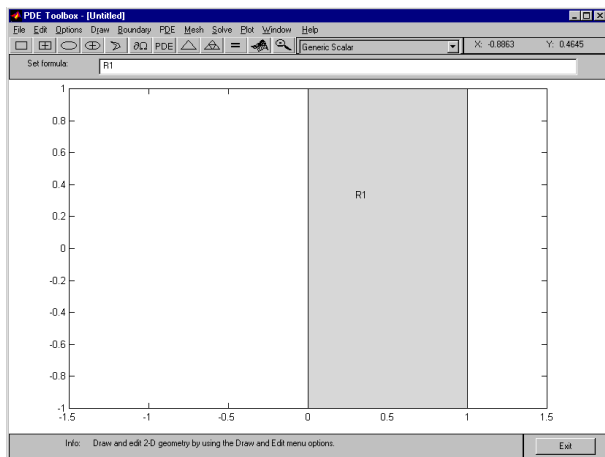 PDE Toolbox - [Untitled]
File Edit Options Draw Boundary PDE Mesh Solve Plot Window Help
∂Ω PDE = Generic Scalar X: -0.8863 Y: 0.4645
Set formula: R1
1
0.8
0.6
0.4
R1
0.2
0
-0.2
-0.4
-0.6
-0.8
-1
-1.5 -1 -0.5 0 0.5 1 1.5
Info: Draw and edit 2-D geometry by using the Draw and Edit menu options. Exit